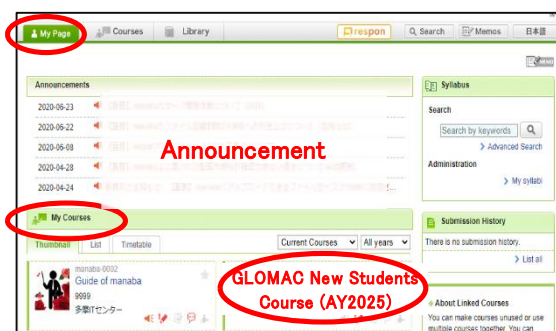 My Page
Courses
Library
respon
Search
Memos
日本語
MEMO
Announcements
2020-06-23
2020-06-22
2020-06-08
2020-04-28
2020-04-24
Announcement
Syllabus
Search
Search by keywords
Advanced Search
Administration
My syllabi
My Courses
Thumbnail
List
Timetable
Current Courses
All years
manaba-0002
Guide of manaba
9999
多摩ITセンター
GLOMAC New Students
Course (AY2025)
Submission History
There is no submission history.
List all
About Linked Courses
You can make courses unused or use
multiple courses together. You can